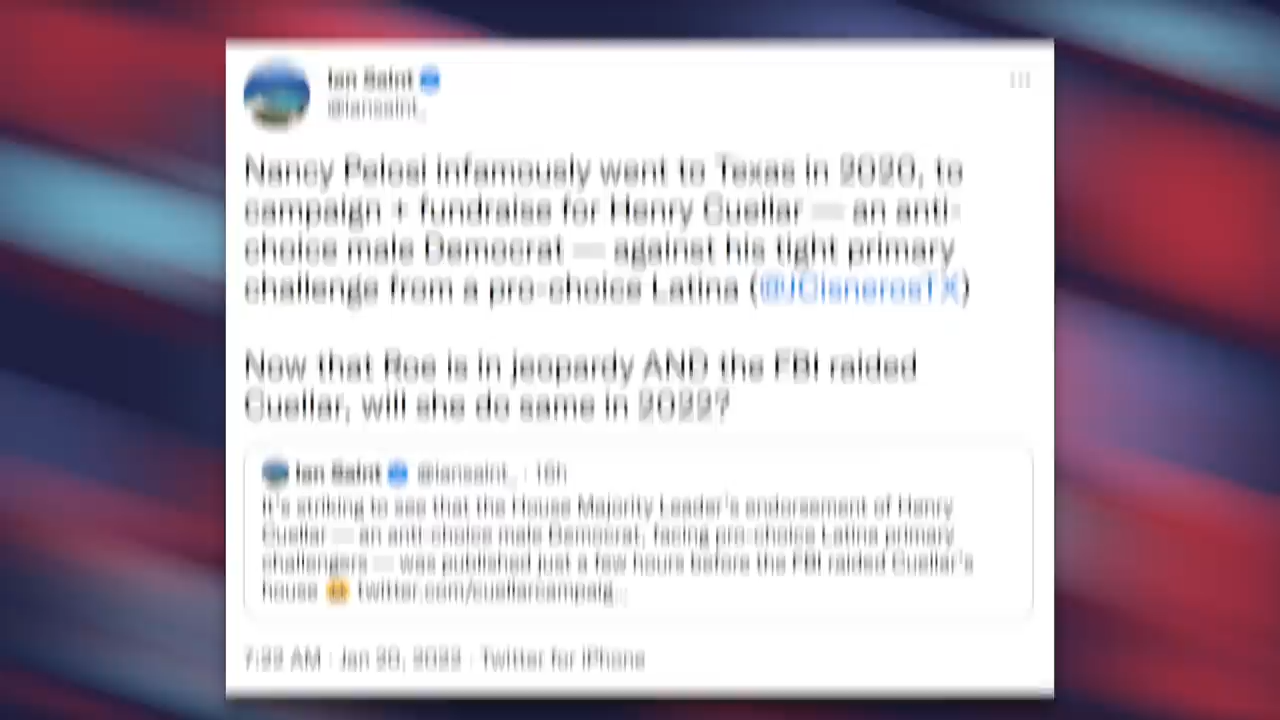 Ian Saint
@iansaint_
Nancy Pelosi infamously went to Texas in 2020, to
campaign + fundraise for Henry Cuellar — an anti-
choice male Democrat — against his tight primary
challenge from a pro-choice Latina (@JCisnerosTX)
Now that Roe is in jeopardy AND the FBI raided
Cuellar, will she do same in 2022?
Ian Saint @iansaint_ · 16h
It's striking to see that the House Majority Leader's endorsement of Henry
Cuellar — an anti-choice male Democrat, facing pro-choice Latina primary
challengers — was published just a few hours before the FBI raided Cuellar's
house 😳 twitter.com/cuellarcampaig…
7:22 AM · Jan 20, 2022 · Twitter for iPhone